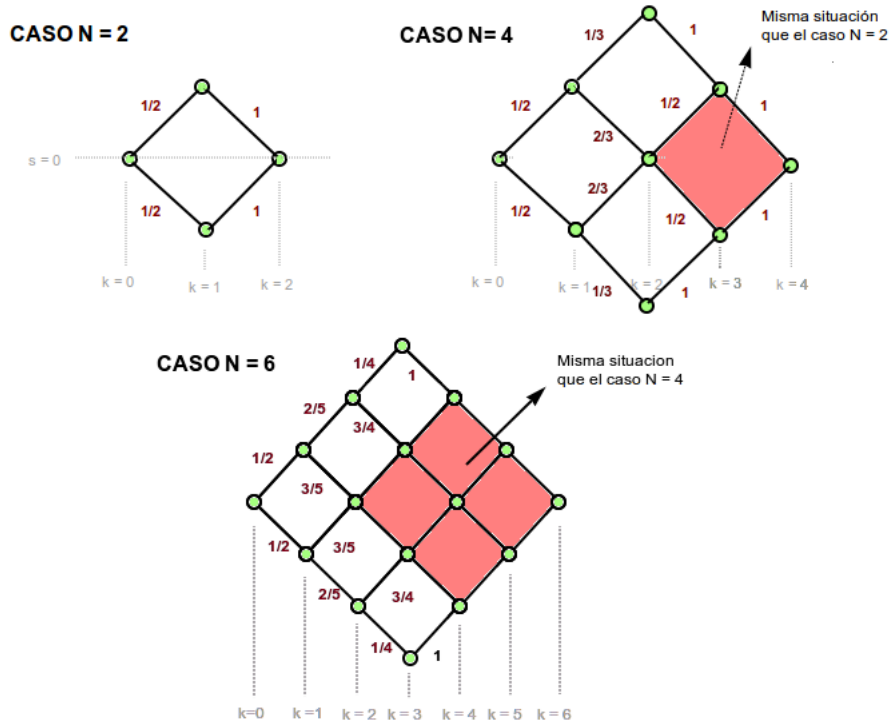 CASO N = 2
1/2
1
s = 0
1/2
1
k = 0
k = 1
k = 2
CASO N= 4
Misma situación
que el caso N = 2
1/3
1
1/2
1/2
1
2/3
2/3
1/2
1/2
1
1/3
1
k = 0
k = 1
k = 2
k = 3
k = 4
CASO N = 6
Misma situacion
que el caso N = 4
1/4
1
2/5
3/4
1/2
3/5
1/2
3/5
2/5
3/4
1/4
1
k=0
k=1
k = 2
k = 3
k = 4
k = 5
k = 6